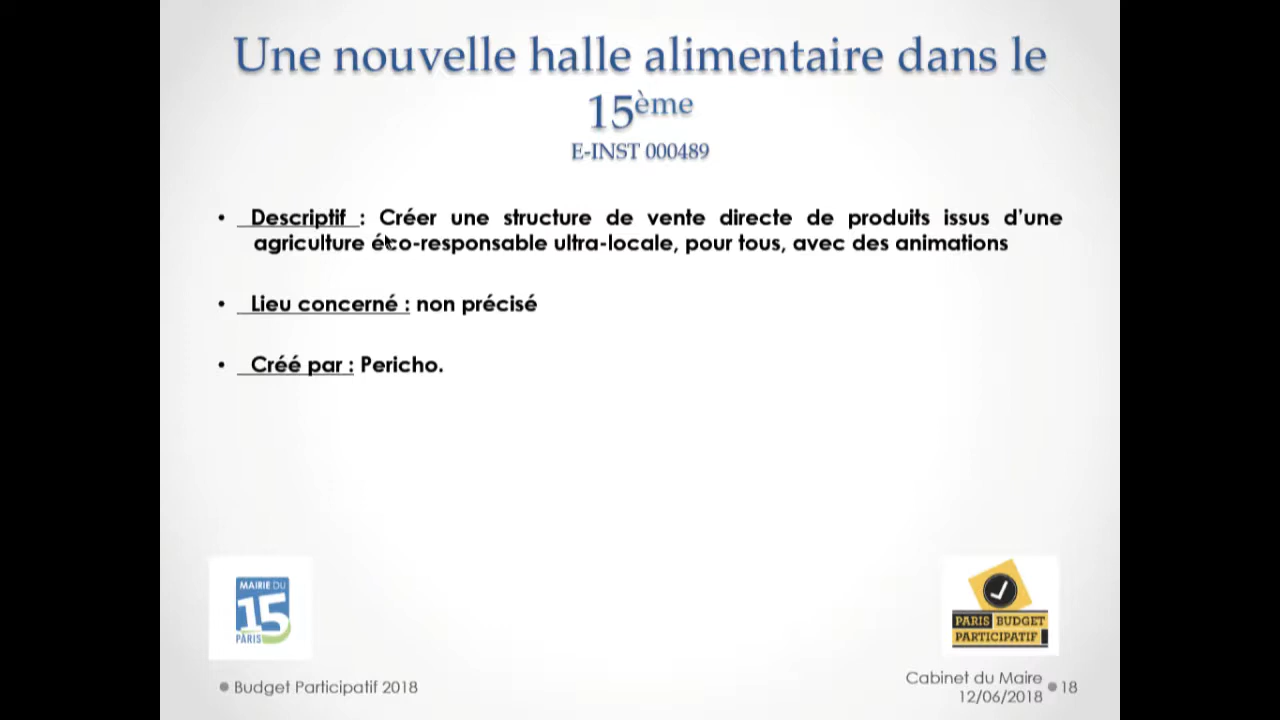 Une nouvelle halle alimentaire dans le
15ème
E-INST 000489
• Descriptif : Créer une structure de vente directe de produits issus d’une
agriculture éco-responsable ultra-locale, pour tous, avec des animations
• Lieu concerné : non précisé
• Créé par : Pericho.
MAIRIE DU
15
PARIS
PARIS BUDGET
PARTICIPATIF
Budget Participatif 2018
Cabinet du Maire
12/06/2018
18